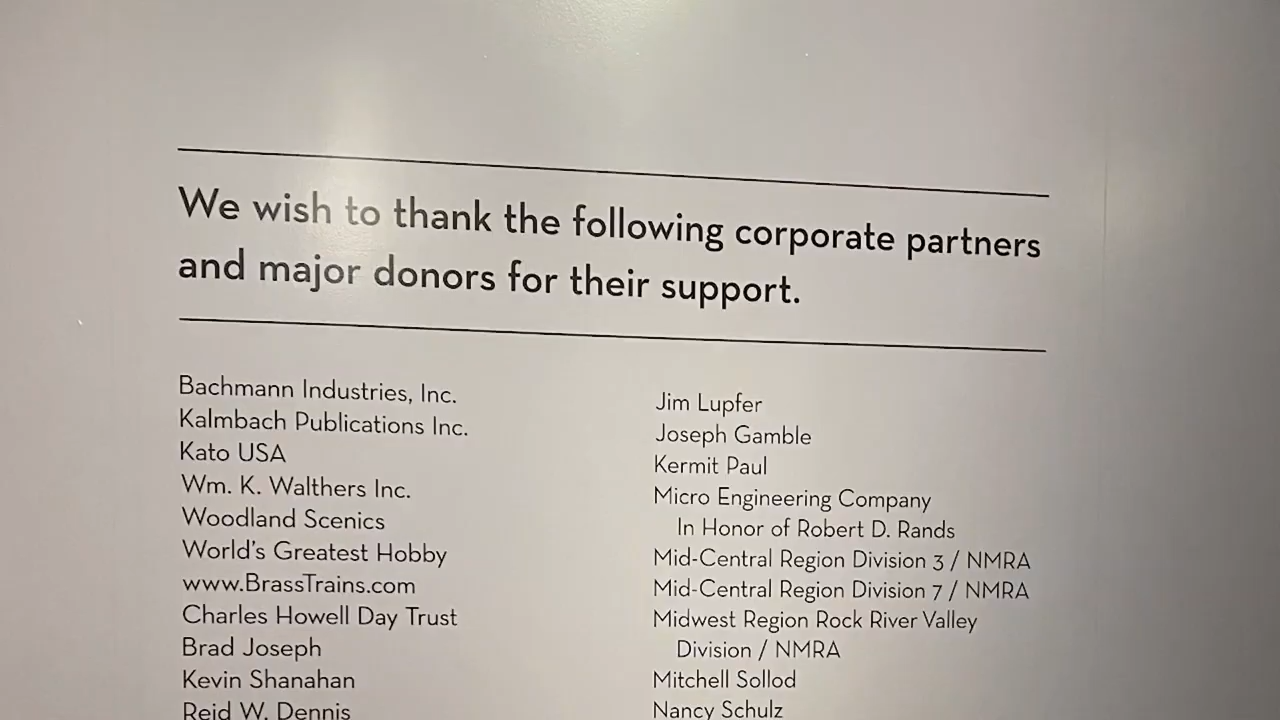 We wish to thank the following corporate partners
and major donors for their support.
Bachmann Industries, Inc.
Kalmbach Publications Inc.
Kato USA
Wm. K. Walthers Inc.
Woodland Scenics
World's Greatest Hobby
www.BrassTrains.com
Charles Howell Day Trust
Brad Joseph
Kevin Shanahan
Reid W. Dennis
Jim Lupfer
Joseph Gamble
Kermit Paul
Micro Engineering Company
In Honor of Robert D. Rands
Mid-Central Region Division 3 / NMRA
Mid-Central Region Division 7 / NMRA
Midwest Region Rock River Valley
Division / NMRA
Mitchell Sollod
Nancy Schulz